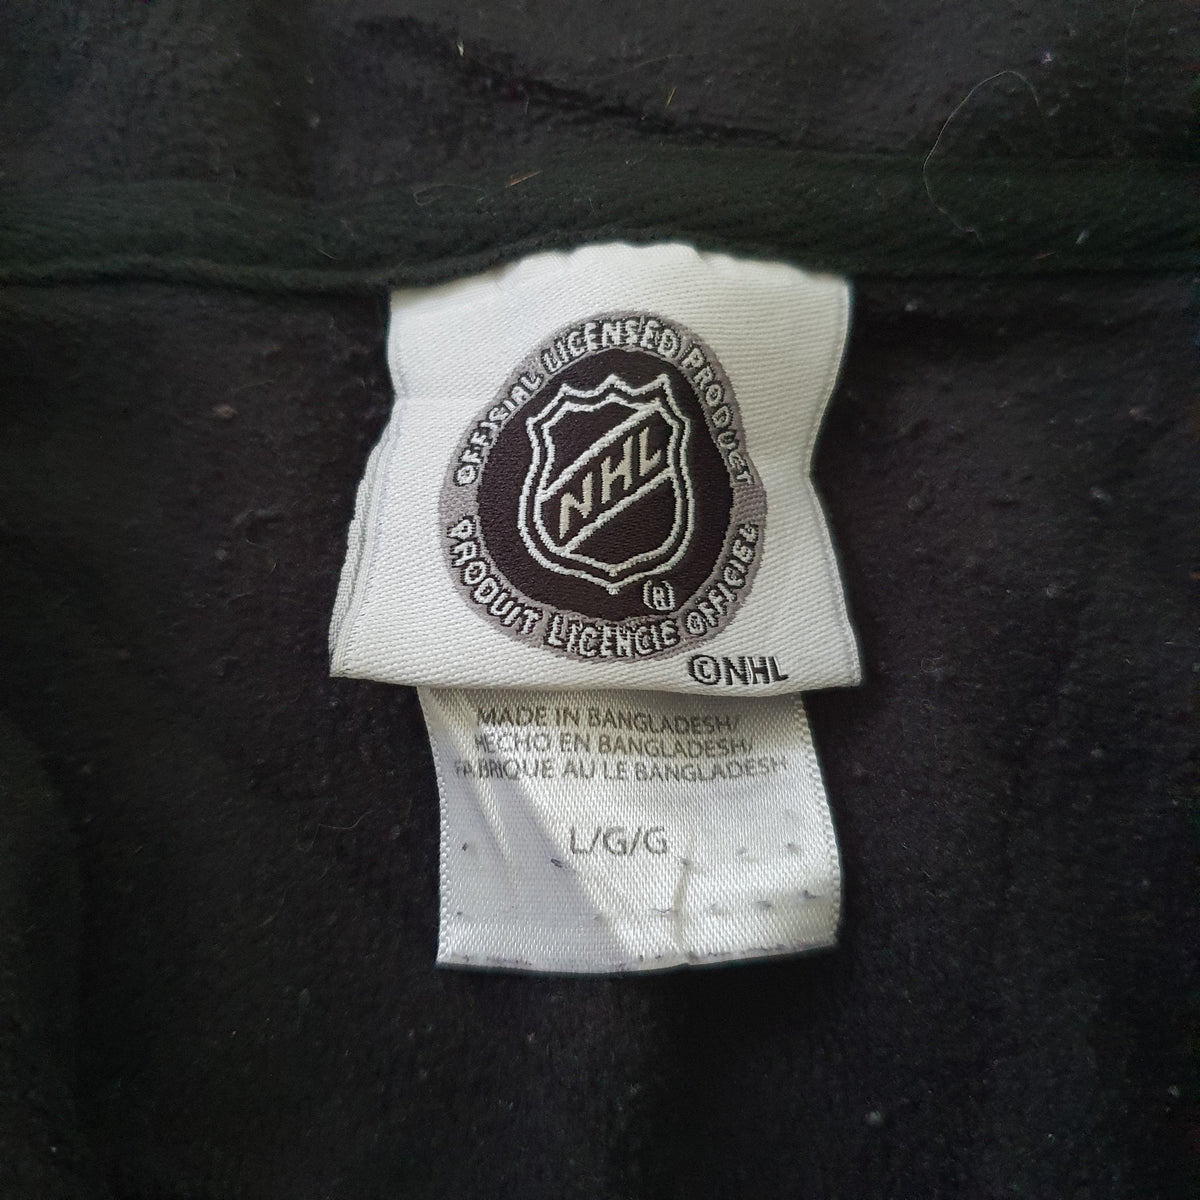 OFFICIAL LICENSED PRODUCT
NHL
®
PRODUIT LICENCIE OFFICIEL
©NHL
MADE IN BANGLADESH/
HECHO EN BANGLADESH/
FABRIQUE AU LE BANGLADESH
L/G/G